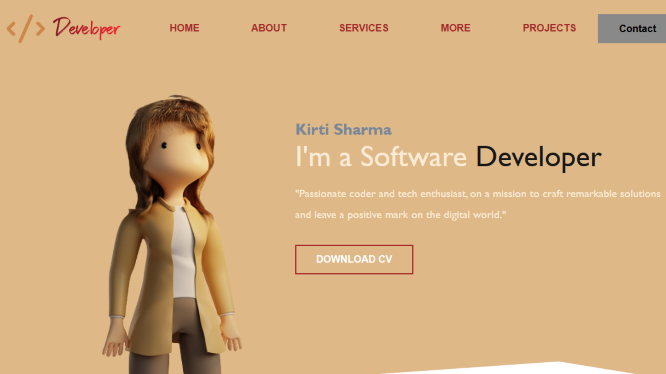 </> Developer
HOME ABOUT SERVICES MORE PROJECTS Contact
Kirti Sharma
I'm a Software Developer
"Passionate coder and tech enthusiast, on a mission to craft remarkable solutions
and leave a positive mark on the digital world."
DOWNLOAD CV